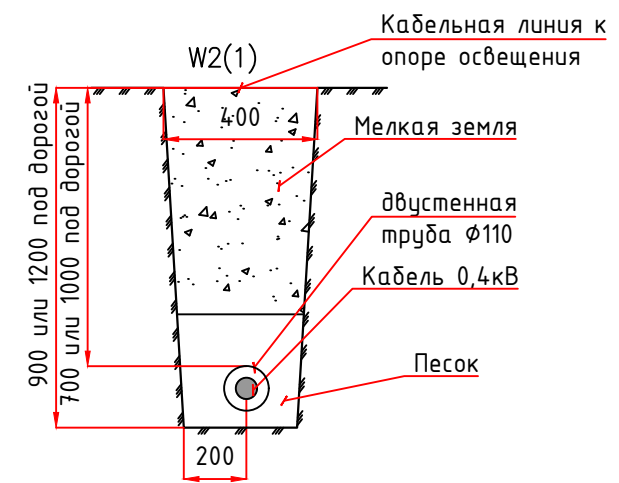 Кабельная линия к
опоре освещения
W2(1)
400
Мелкая земля
двустенная
труба Ф110
Кабель 0,4кВ
Песок
900 или 1200 под дорогой
700 или 1000 под дорогой
200